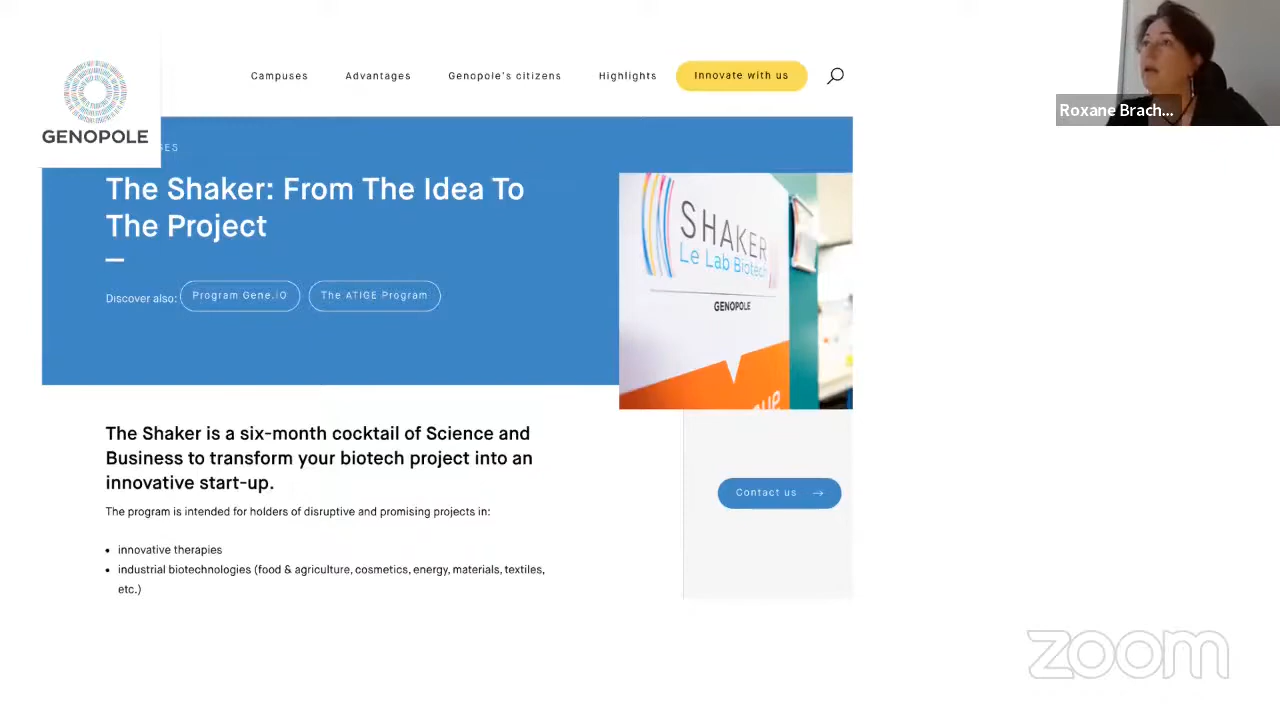 Campuses
Advantages
Genopole's citizens
Highlights
Innovate with us
GENOPOLE
ES
The Shaker: From The Idea To
The Project
Discover also:
Program Gene.IO
The ATIGE Program
SHAKER
Le Lab Biotech
GENOPOLE
Roxane Brach...
The Shaker is a six-month cocktail of Science and
Business to transform your biotech project into an
innovative start-up.
The program is intended for holders of disruptive and promising projects in:
• innovative therapies
• industrial biotechnologies (food & agriculture, cosmetics, energy, materials, textiles,
etc.)
Contact us →
zoom